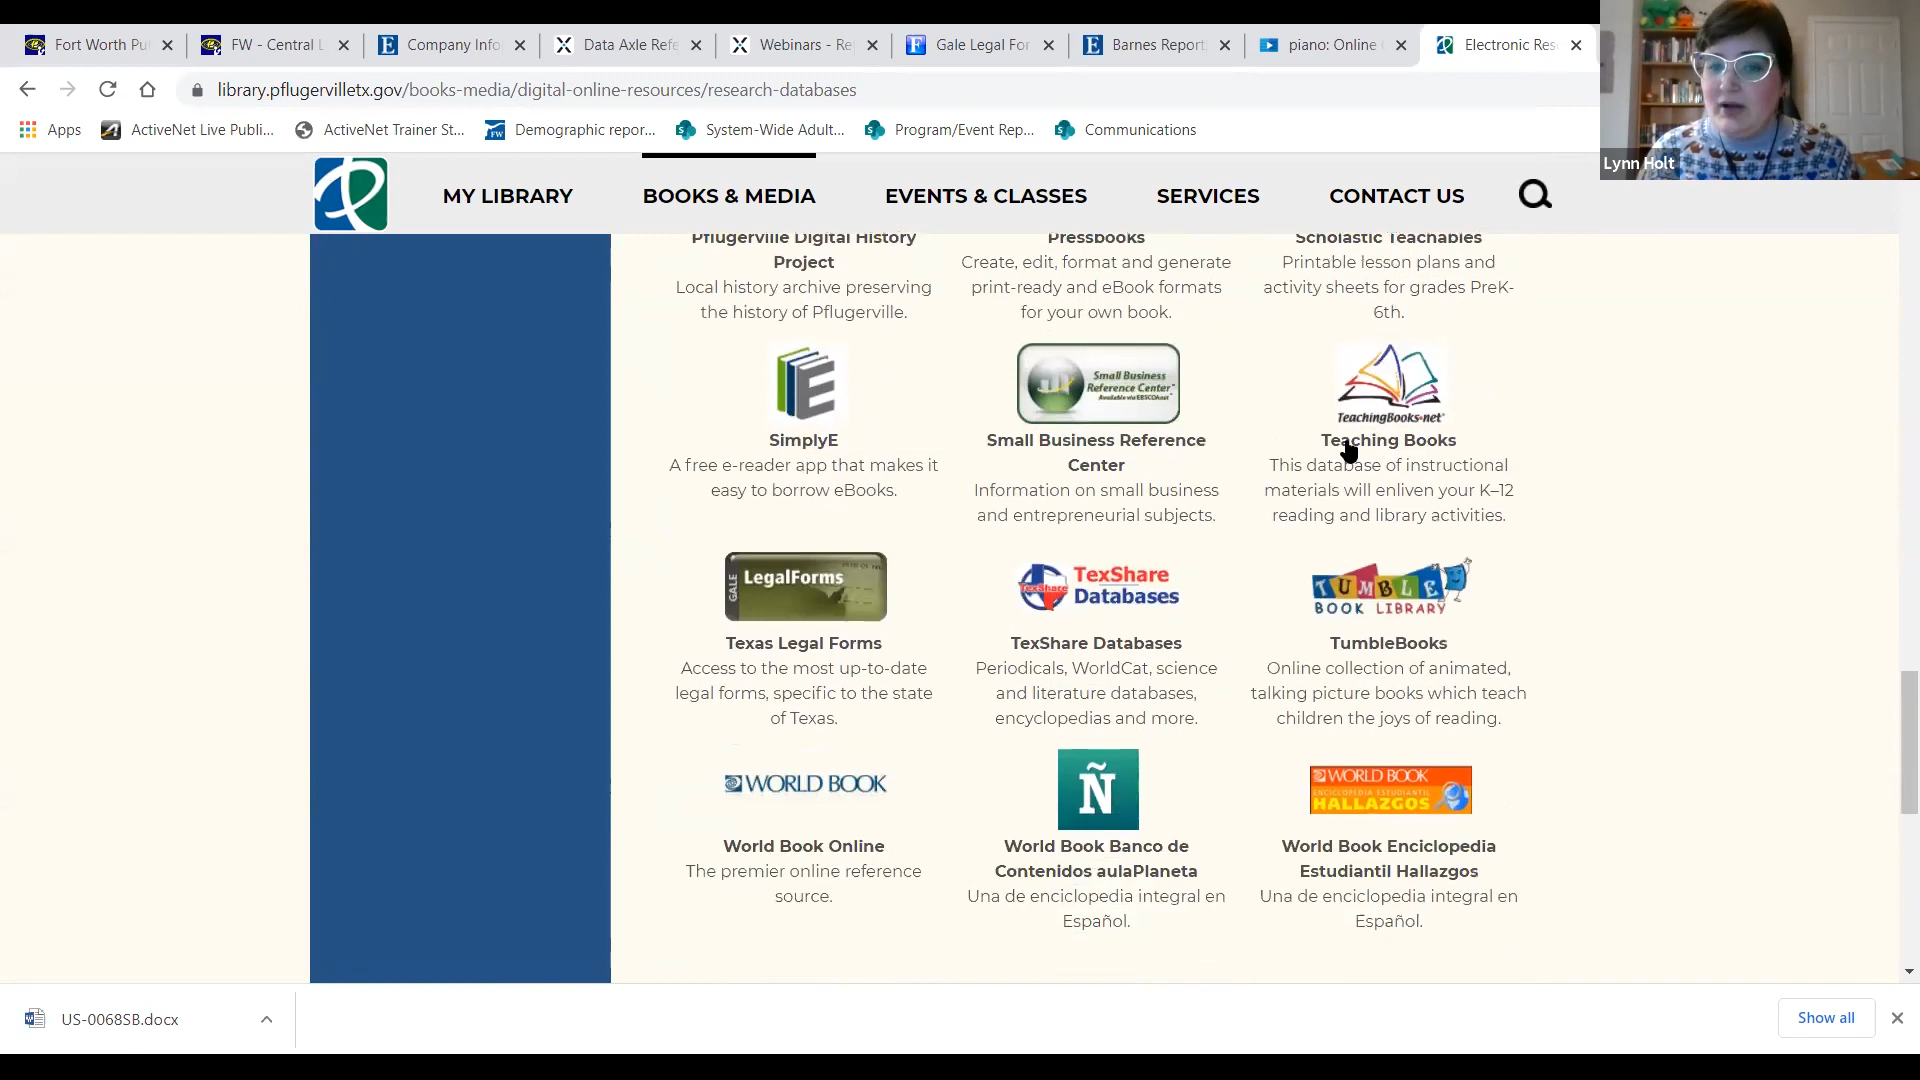 Fort Worth Pu
FW - Central L
Company Info
Data Axle Refe
Webinars - Re
Gale Legal For
Barnes Report
piano: Online
Electronic Res
library.pflugervilletx.gov/books-media/digital-online-resources/research-databases
Apps
ActiveNet Live Publi...
ActiveNet Trainer St...
Demographic repor...
System-Wide Adult...
Program/Event Rep...
Communications
Lynn Holt
MY LIBRARY
BOOKS & MEDIA
EVENTS & CLASSES
SERVICES
CONTACT US
Pflugerville Digital History
Project
Local history archive preserving
the history of Pflugerville.
Pressbooks
Create, edit, format and generate
print-ready and eBook formats
for your own book.
Scholastic Teachables
Printable lesson plans and
activity sheets for grades PreK-
6th.
SimplyE
A free e-reader app that makes it
easy to borrow eBooks.
Small Business
Reference Center
Available via EBSCOhost
Small Business Reference
Center
Information on small business
and entrepreneurial subjects.
TeachingBooks.net
Teaching Books
This database of instructional
materials will enliven your K–12
reading and library activities.
GALE
LegalForms
Texas Legal Forms
Access to the most up-to-date
legal forms, specific to the state
of Texas.
TexShare
TexShare
Databases
TexShare Databases
Periodicals, WorldCat, science
and literature databases,
encyclopedias and more.
TUMBLE
BOOK LIBRARY
TumbleBooks
Online collection of animated,
talking picture books which teach
children the joys of reading.
WORLD BOOK
World Book Online
The premier online reference
source.
Ñ
World Book Banco de
Contenidos aulaPlaneta
Una de enciclopedia integral en
Español.
WORLD BOOK
ENCICLOPEDIA ESTUDIANTIL
HALLAZGOS
World Book Enciclopedia
Estudiantil Hallazgos
Una de enciclopedia integral en
Español.
US-0068SB.docx
Show all